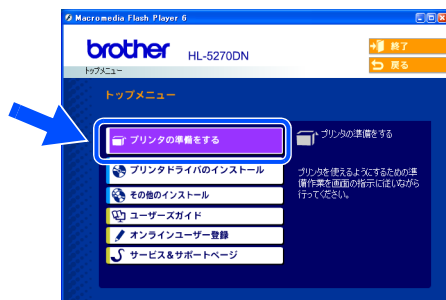 Macromedia Flash Player 6
brother HL-5270DN
終了
戻る
トップメニュー
トップメニュー
プリンタの準備をする
プリンタドライバのインストール
その他のインストール
ユーザーズガイド
オンラインユーザー登録
サービス&サポートページ
プリンタの準備をする
プリンタを使えるようにするための準
備作業を画面の指示に従いながら
行ってください。